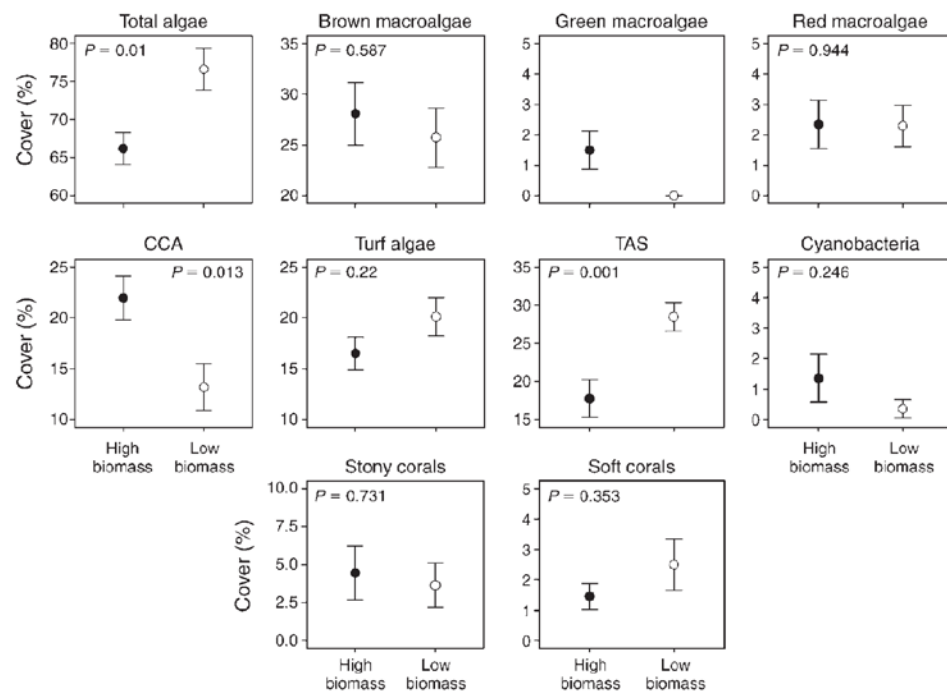 Total algae
Brown macroalgae
Green macroalgae
Red macroalgae
Cover (%)
80
75
70
65
60
P = 0.01
35
30
25
20
P = 0.587
5
4
3
2
1
0
5
4
3
2
1
0
P = 0.944
CCA
Turf algae
TAS
Cyanobacteria
Cover (%)
25
20
15
10
P = 0.013
25
20
15
10
P = 0.22
35
30
25
20
15
P = 0.001
5
4
3
2
1
0
P = 0.246
High
biomass
Low
biomass
High
biomass
Low
biomass
Stony corals
Soft corals
Cover (%)
10.0
7.5
5.0
2.5
0.0
P = 0.731
5
4
3
2
1
0
P = 0.353
High
biomass
Low
biomass
High
biomass
Low
biomass